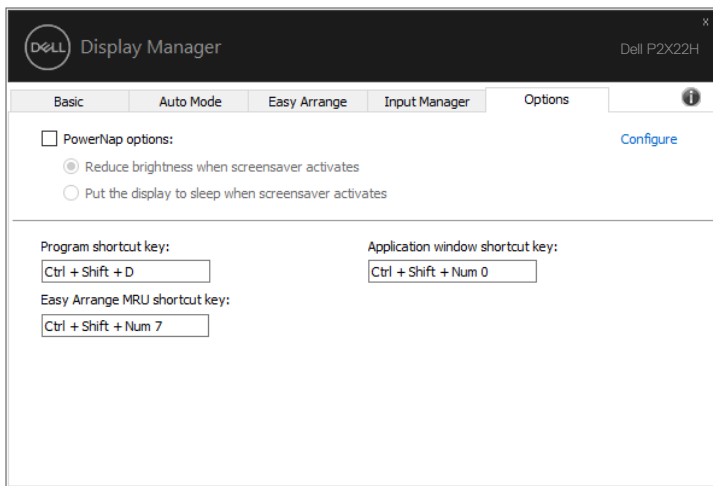 x
DELL Display Manager
Dell P2X22H
Basic Auto Mode Easy Arrange Input Manager Options
PowerNap options: Configure
Reduce brightness when screensaver activates
Put the display to sleep when screensaver activates
Program shortcut key: Application window shortcut key:
Ctrl + Shift + D Ctrl + Shift + Num 0
Easy Arrange MRU shortcut key:
Ctrl + Shift + Num 7